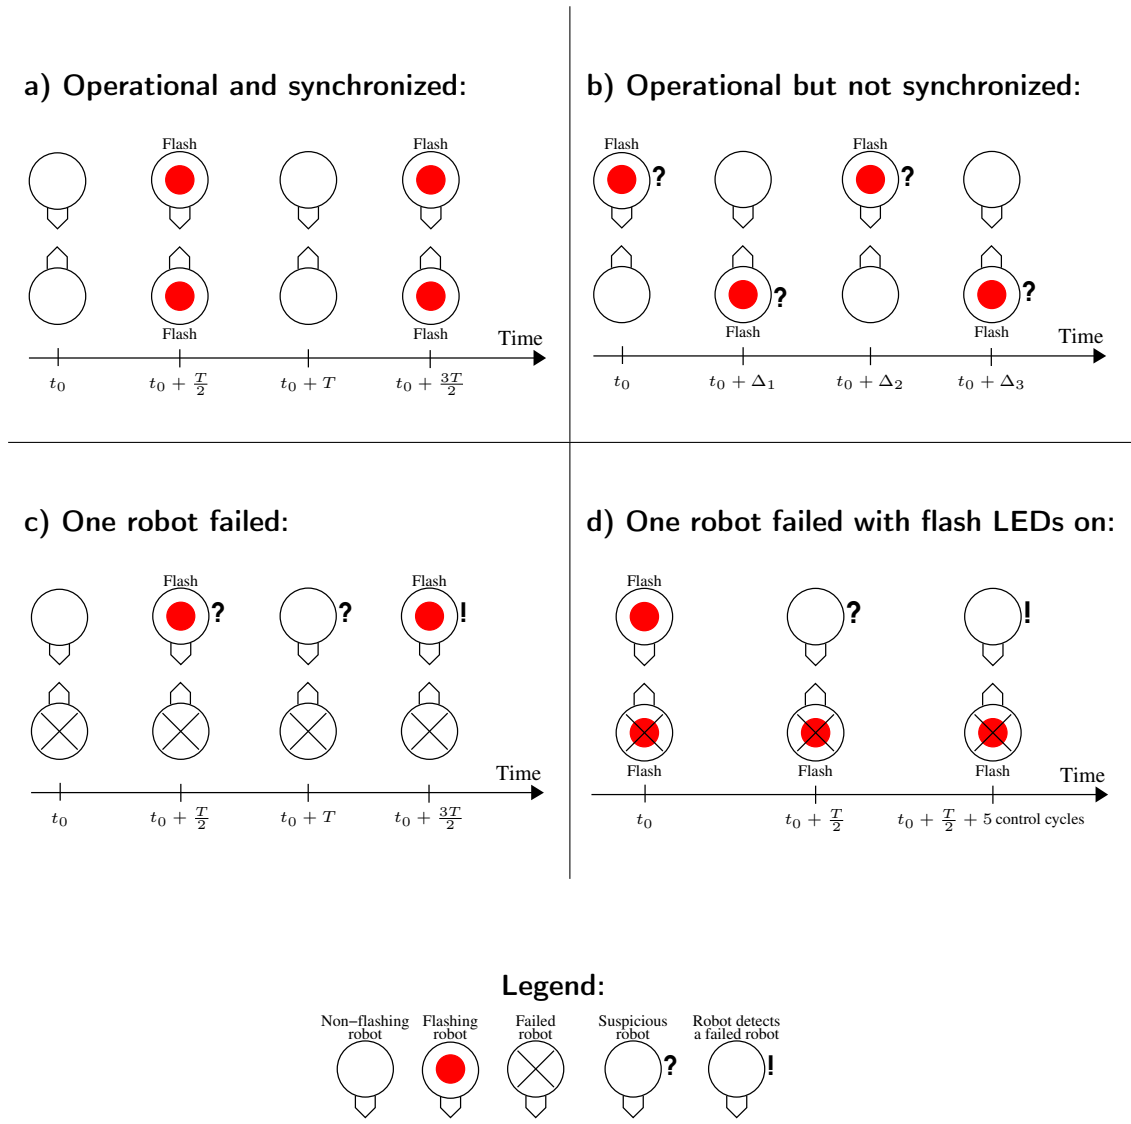 a) Operational and synchronized:
Flash Flash
Flash Flash
Time
t0 t0 + T/2 t0 + T t0 + 3T/2
b) Operational but not synchronized:
Flash Flash
? ?
? ?
Flash Flash
Time
t0 t0 + Δ1 t0 + Δ2 t0 + Δ3
c) One robot failed:
Flash Flash
? ? !
Time
t0 t0 + T/2 t0 + T t0 + 3T/2
d) One robot failed with flash LEDs on:
Flash
? !
Flash Flash Flash
Time
t0 t0 + T/2 t0 + T/2 + 5 control cycles
Legend:
Non−flashing robot
Flashing robot
Failed robot
Suspicious robot
Robot detects a failed robot
? !